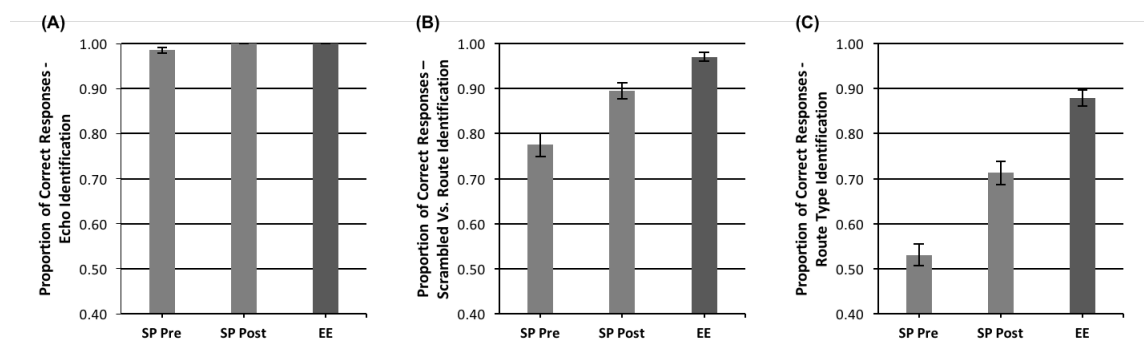 (A)
Proportion of Correct Responses -
Echo Identification
1.00
0.90
0.80
0.70
0.60
0.50
0.40
SP Pre SP Post EE
(B)
Proportion of Correct Responses –
Scrambled Vs. Route Identification
1.00
0.90
0.80
0.70
0.60
0.50
0.40
SP Pre SP Post EE
(C)
Proportion of Correct Responses -
Route Type Identification
1.00
0.90
0.80
0.70
0.60
0.50
0.40
SP Pre SP Post EE